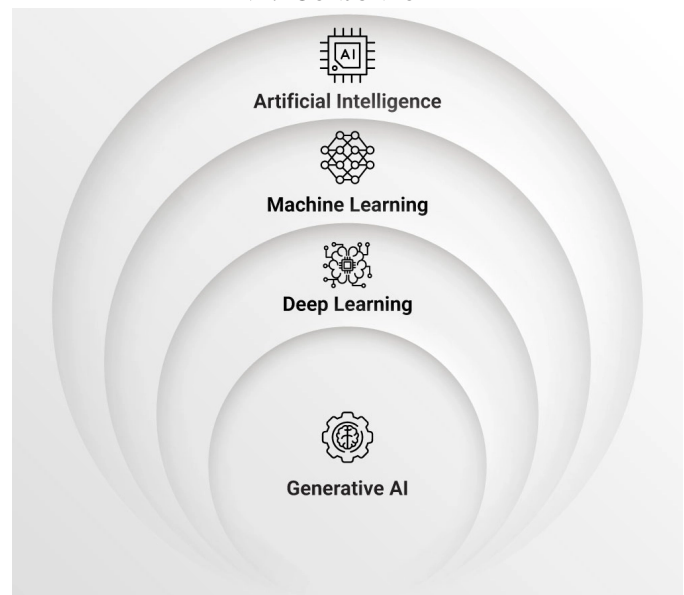 AI
Artificial Intelligence
Machine Learning
Deep Learning
Generative AI